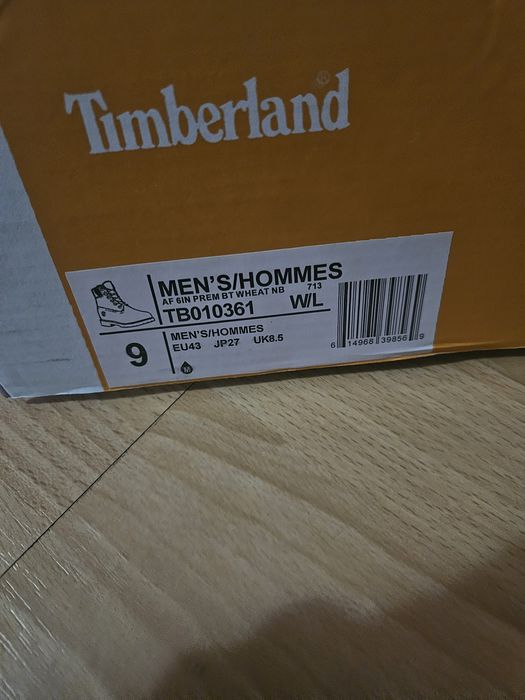 Timberland®
MEN'S/HOMMES
AF 6IN PREM BT WHEAT NB 713
TB010361 W/L
9
MEN'S/HOMMES
EU43 JP27 UK8.5
M
6 14968 39856 9